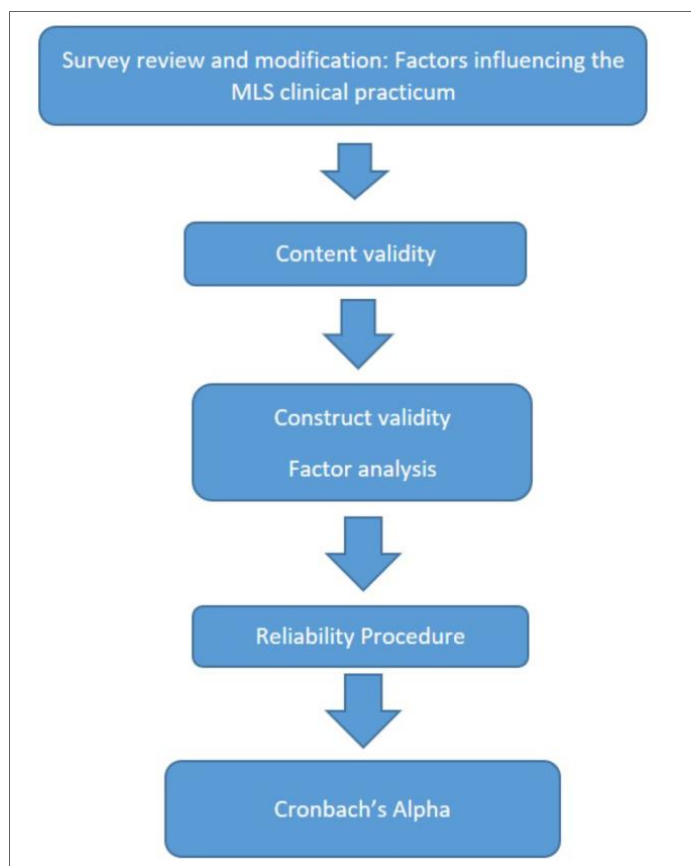 Survey review and modification: Factors influencing the
MLS clinical practicum
Content validity
Construct validity
Factor analysis
Reliability Procedure
Cronbach’s Alpha